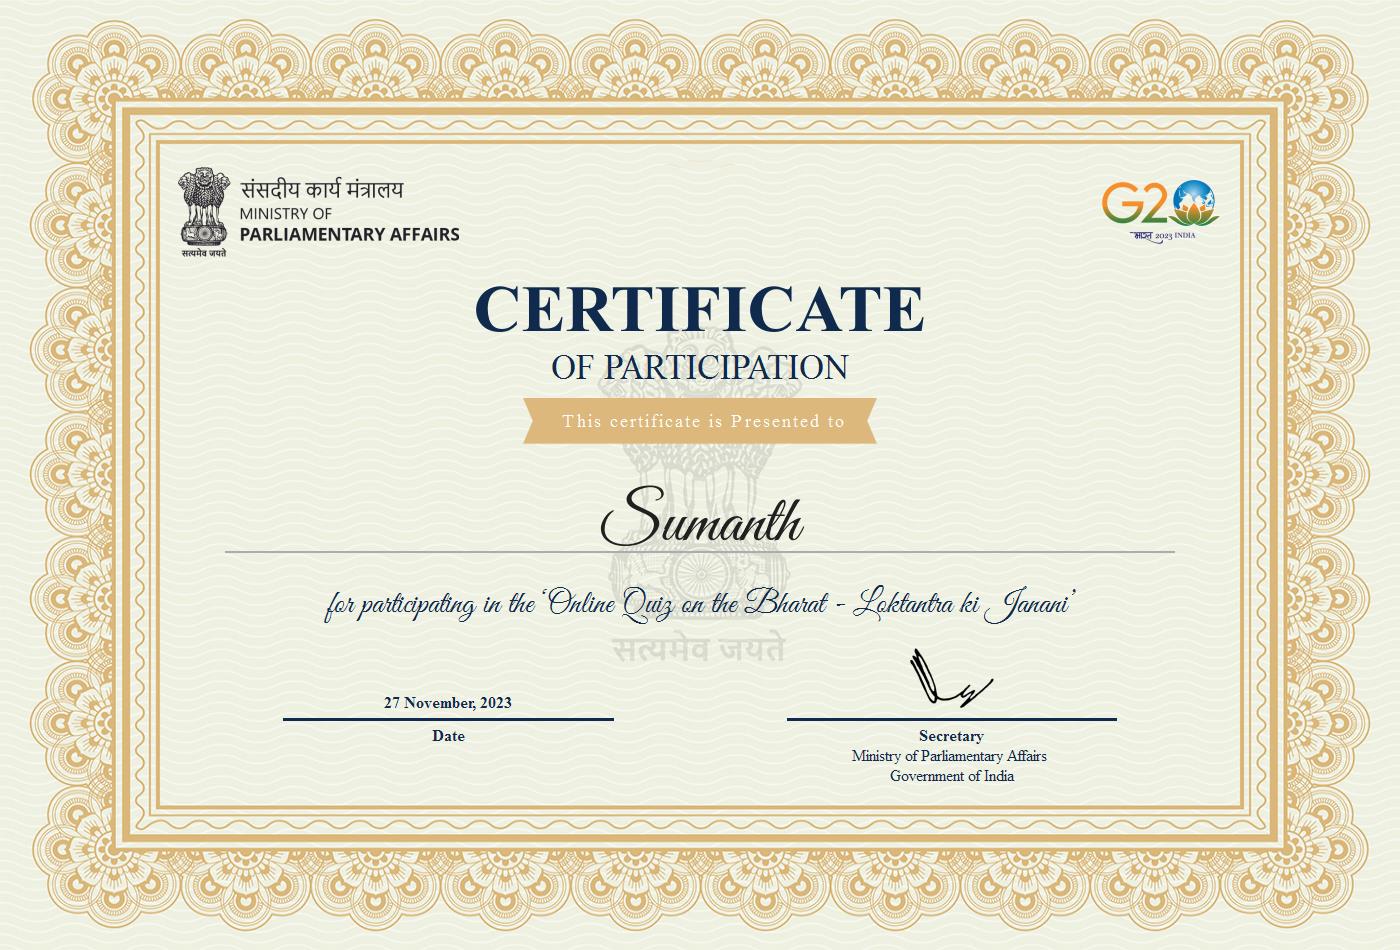 संसदीय कार्य मंत्रालय
MINISTRY OF
PARLIAMENTARY AFFAIRS
सत्यमेव जयते
G20
भारत 2023 INDIA
CERTIFICATE
OF PARTICIPATION
This certificate is Presented to
Sumanth
for participating in the ‘Online Quiz on the Bharat - Loktantra ki Janani’
सत्यमेव जयते
27 November, 2023
Date
Secretary
Ministry of Parliamentary Affairs
Government of India